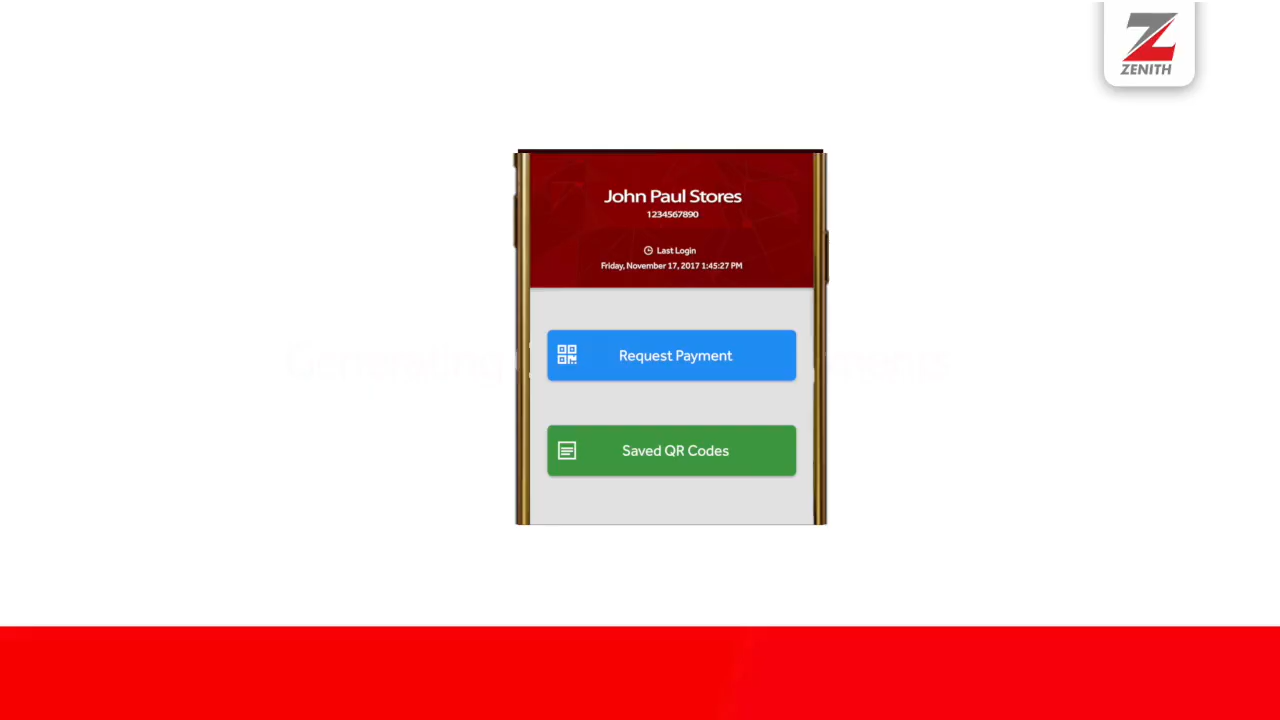 ZENITH
John Paul Stores
1234567890
Last Login
Friday, November 17, 2017 1:45:27 PM
Generating
Request Payment
Saved QR Codes